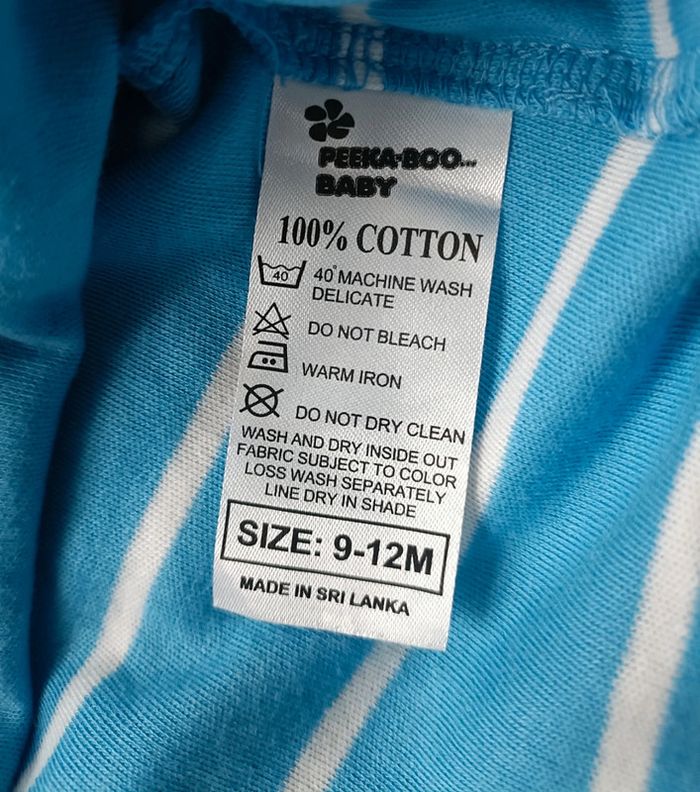 PEEKA-BOO...
BABY
100% COTTON
40
40°MACHINE WASH
DELICATE
DO NOT BLEACH
WARM IRON
DO NOT DRY CLEAN
WASH AND DRY INSIDE OUT
FABRIC SUBJECT TO COLOR
LOSS WASH SEPARATELY
LINE DRY IN SHADE
SIZE: 9-12M
MADE IN SRI LANKA